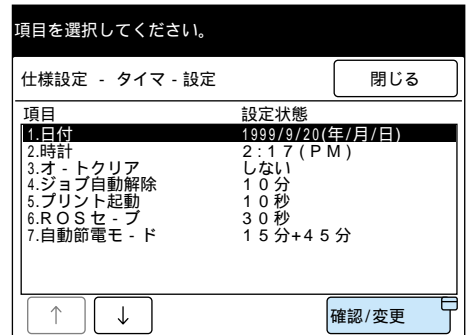 項目を選択してください。
仕様設定 - タイマ - 設定 閉じる
項目 設定状態
1.日付 1999/9/20(年/月/日)
2.時計 2:17(PM)
3.オ-トクリア しない
4.ジョブ自動解除 10分
5.プリント起動 10秒
6.ROSセ-ブ 30秒
7.自動節電モ-ド 15分+45分
↑ ↓ 確認/変更